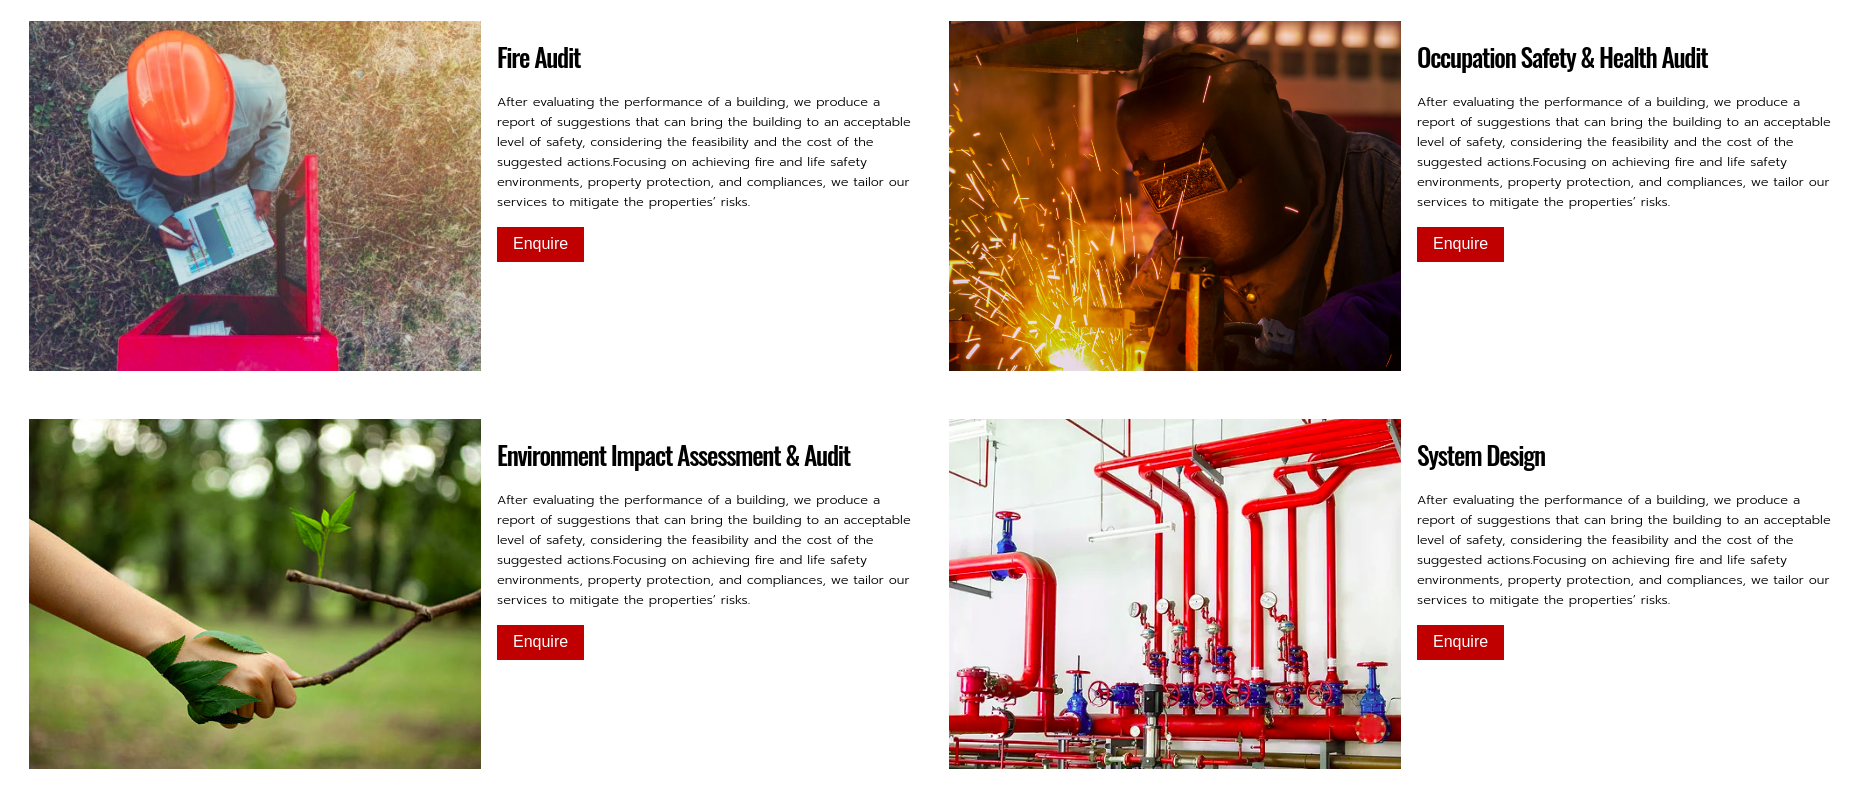 Fire Audit
After evaluating the performance of a building, we produce a
report of suggestions that can bring the building to an acceptable
level of safety, considering the feasibility and the cost of the
suggested actions.Focusing on achieving fire and life safety
environments, property protection, and compliances, we tailor our
services to mitigate the properties’ risks.
Enquire
Occupation Safety & Health Audit
After evaluating the performance of a building, we produce a
report of suggestions that can bring the building to an acceptable
level of safety, considering the feasibility and the cost of the
suggested actions.Focusing on achieving fire and life safety
environments, property protection, and compliances, we tailor our
services to mitigate the properties’ risks.
Enquire
Environment Impact Assessment & Audit
After evaluating the performance of a building, we produce a
report of suggestions that can bring the building to an acceptable
level of safety, considering the feasibility and the cost of the
suggested actions.Focusing on achieving fire and life safety
environments, property protection, and compliances, we tailor our
services to mitigate the properties’ risks.
Enquire
System Design
After evaluating the performance of a building, we produce a
report of suggestions that can bring the building to an acceptable
level of safety, considering the feasibility and the cost of the
suggested actions.Focusing on achieving fire and life safety
environments, property protection, and compliances, we tailor our
services to mitigate the properties’ risks.
Enquire